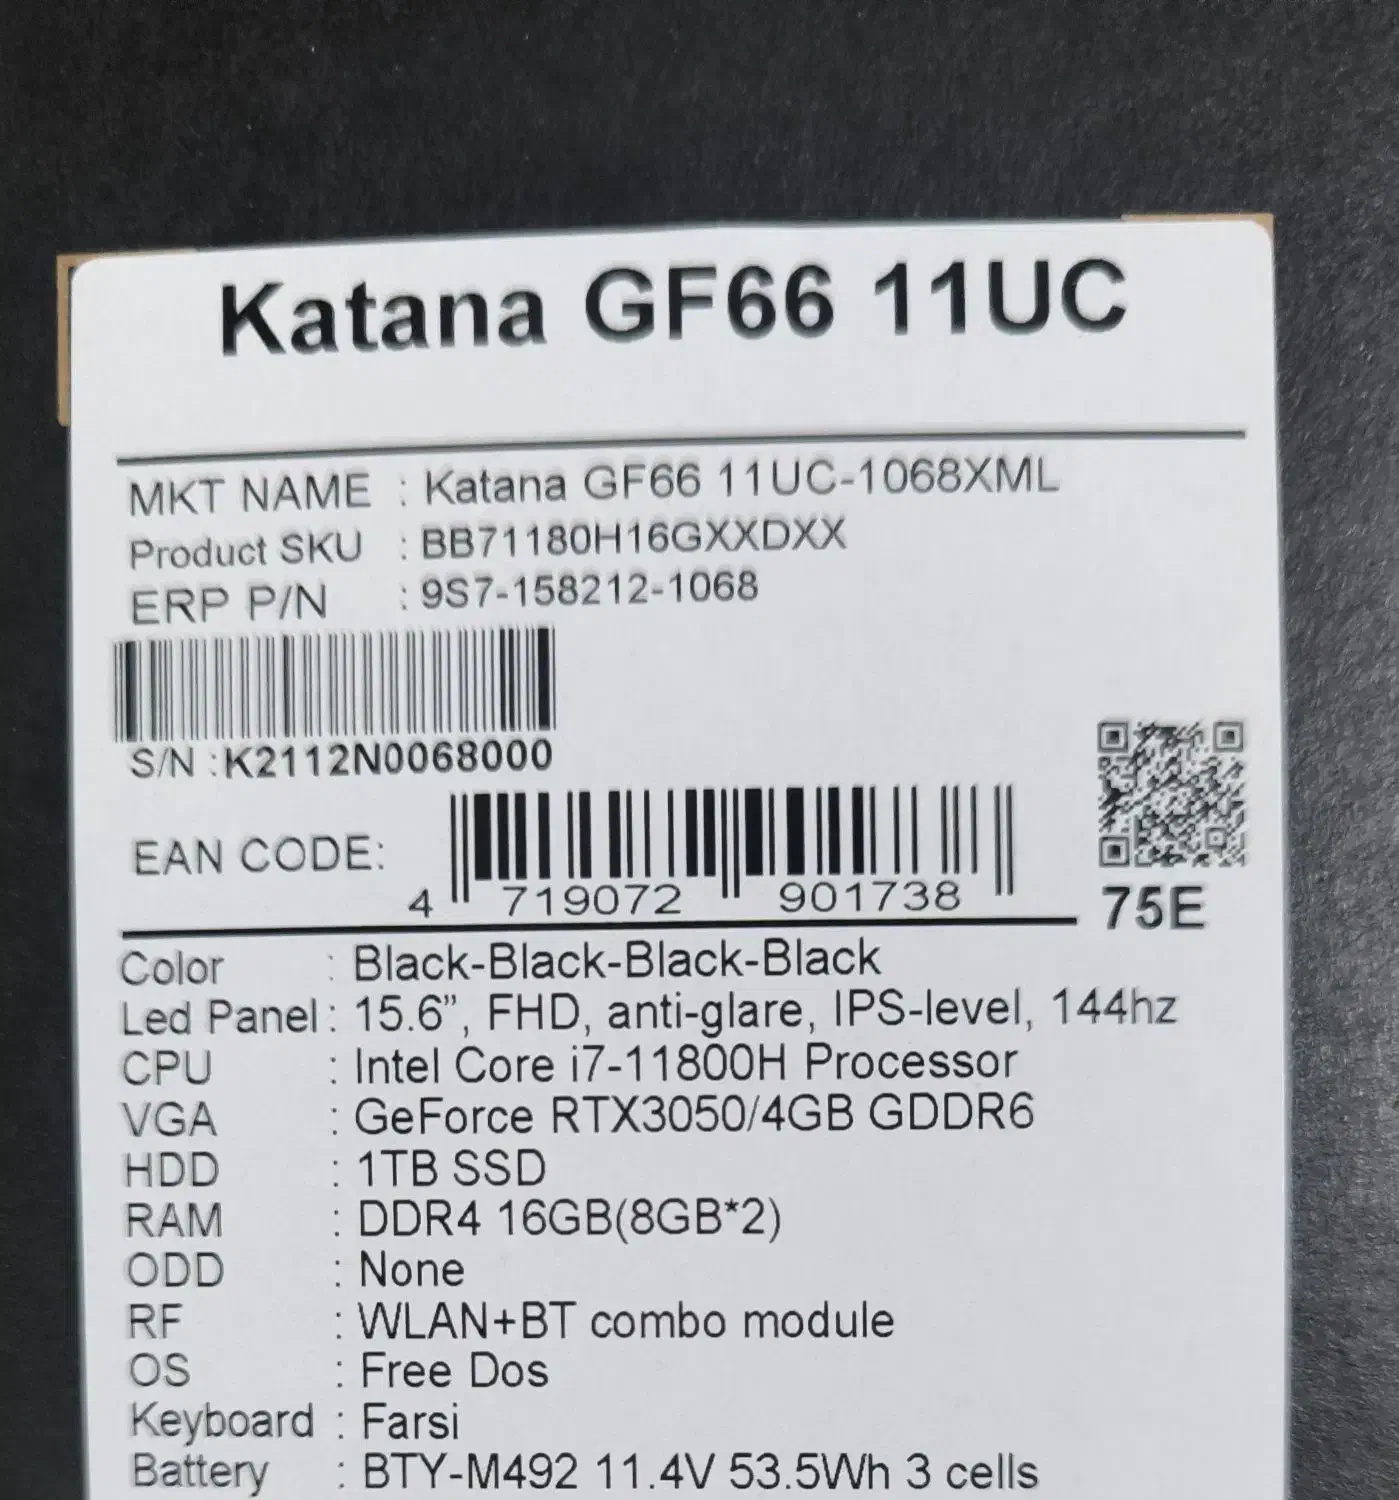 Katana GF66 11UC
MKT NAME : Katana GF66 11UC-1068XML
Product SKU : BB71180H16GXXDXX
ERP P/N : 9S7-158212-1068
S/N :K2112N0068000
EAN CODE:
4 719072 901738
75E
Color : Black-Black-Black-Black
Led Panel : 15.6”, FHD, anti-glare, IPS-level, 144hz
CPU : Intel Core i7-11800H Processor
VGA : GeForce RTX3050/4GB GDDR6
HDD : 1TB SSD
RAM : DDR4 16GB(8GB*2)
ODD : None
RF : WLAN+BT combo module
OS : Free Dos
Keyboard : Farsi
Battery : BTY-M492 11.4V 53.5Wh 3 cells